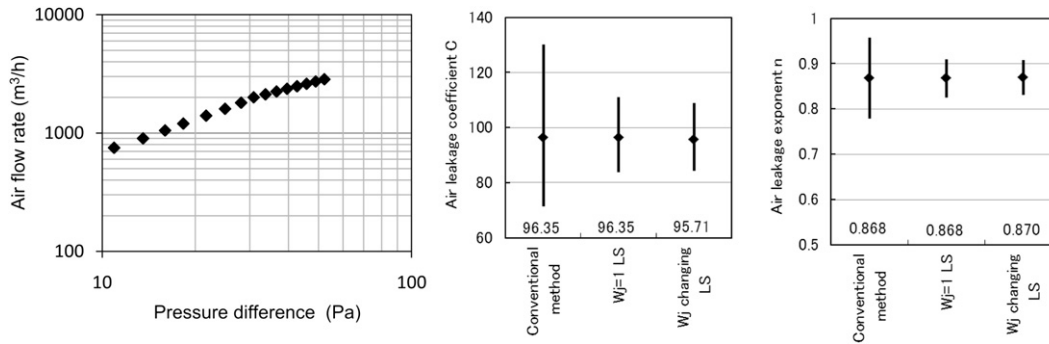 10000
1000
100
10
100
Air flow rate (m³/h)
Pressure difference (Pa)
140
120
100
80
60
Air leakage coefficient C
96.35
96.35
95.71
Conventional
method
Wj=1 LS
Wj changing
LS
1
0.9
0.8
0.7
0.6
0.5
Air leakage exponent n
0.868
0.868
0.870
Conventional
method
Wj=1 LS
Wj changing
LS